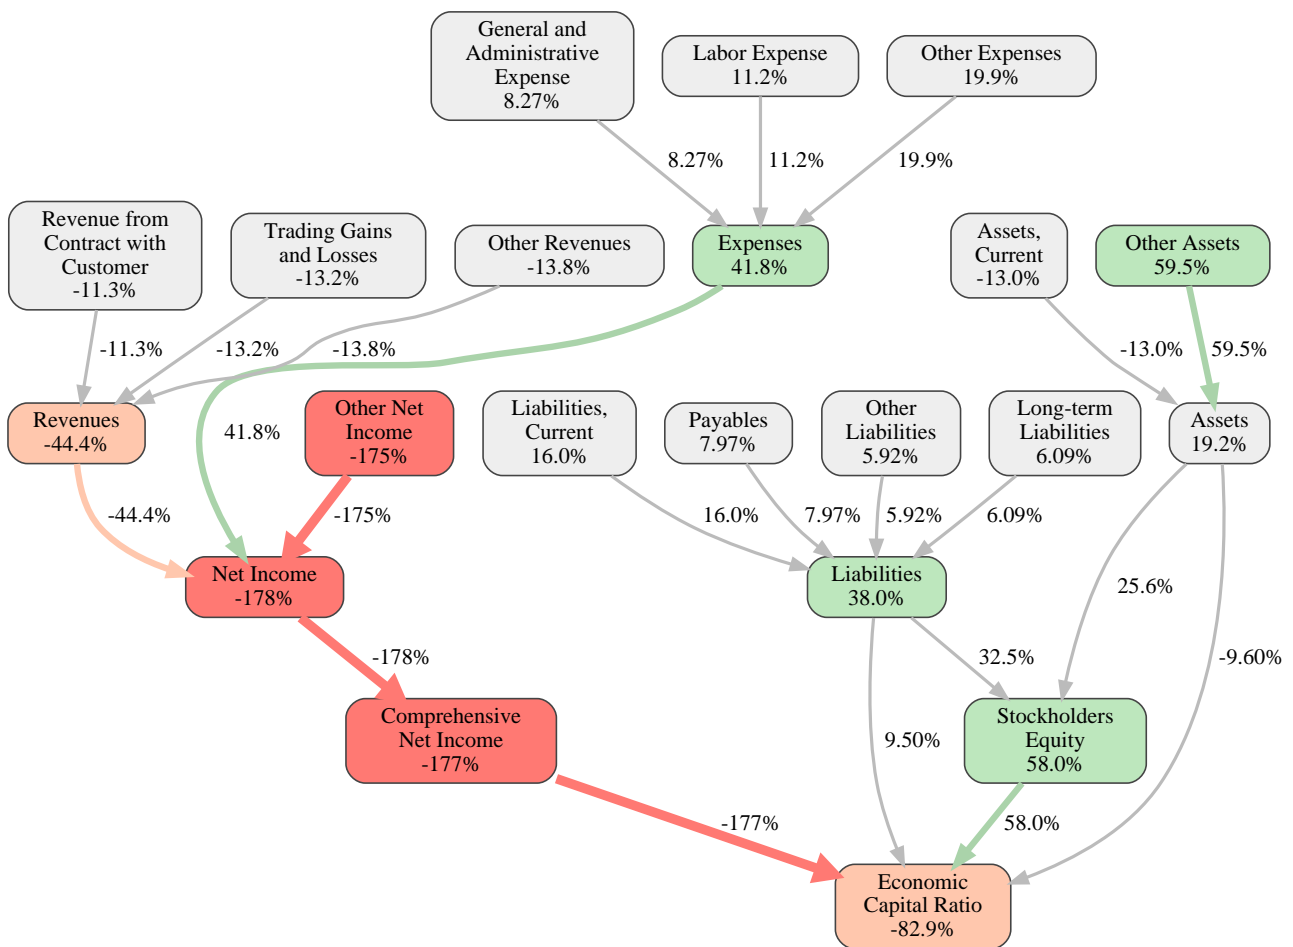 General and
Administrative
Expense
8.27%
Labor Expense
11.2%
Other Expenses
19.9%
8.27%
11.2%
19.9%
Revenue from
Contract with
Customer
-11.3%
Trading Gains
and Losses
-13.2%
Other Revenues
-13.8%
Expenses
41.8%
Assets,
Current
-13.0%
Other Assets
59.5%
-11.3%
-13.2%
-13.8%
-13.0%
59.5%
Revenues
-44.4%
41.8%
Other Net
Income
-175%
Liabilities,
Current
16.0%
Payables
7.97%
Other
Liabilities
5.92%
Long-term
Liabilities
6.09%
Assets
19.2%
-44.4%
-175%
16.0%
7.97%
5.92%
6.09%
Net Income
-178%
Liabilities
38.0%
25.6%
-178%
32.5%
-9.60%
Comprehensive
Net Income
-177%
9.50%
Stockholders
Equity
58.0%
-177%
58.0%
Economic
Capital Ratio
-82.9%